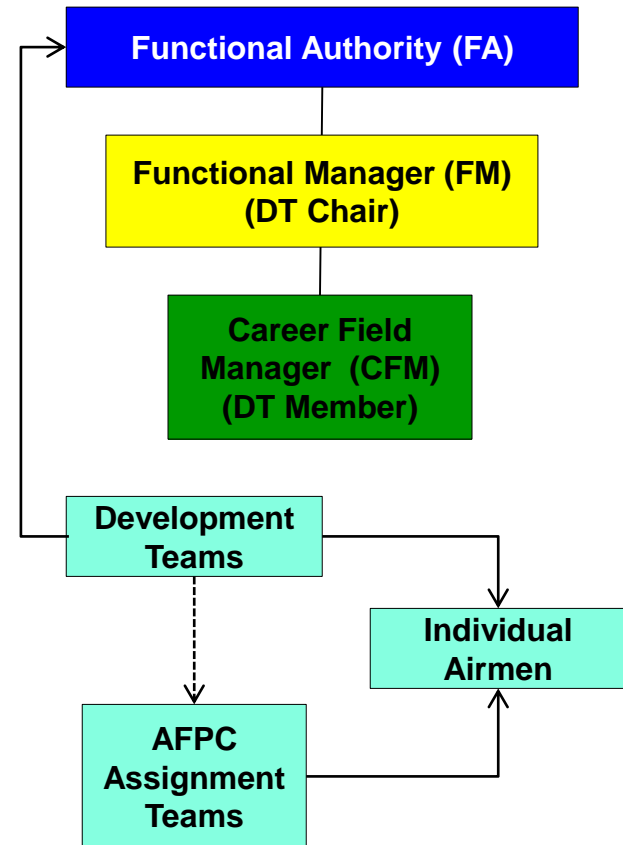 Functional Authority (FA)
Functional Manager (FM)
(DT Chair)
Career Field
Manager (CFM)
(DT Member)
Development
Teams
Individual
Airmen
AFPC
Assignment
Teams